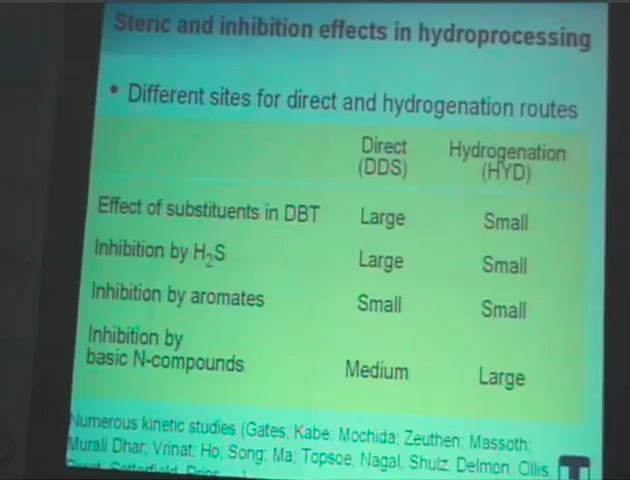 Steric and inhibition effects in hydroprocessing
• Different sites for direct and hydrogenation routes
Direct Hydrogenation
(DDS) (HYD)
Effect of substituents in DBT Large Small
Inhibition by H₂S Large Small
Inhibition by aromates Small Small
Inhibition by
basic N-compounds Medium Large
Numerous kinetic studies (Gates; Kabe; Mochida; Zeuthen; Massoth;
Murali Dhar; Vrinat; Ho; Song; Ma; Topsoe, Nagal, Shulz, Delmon, Ollis,